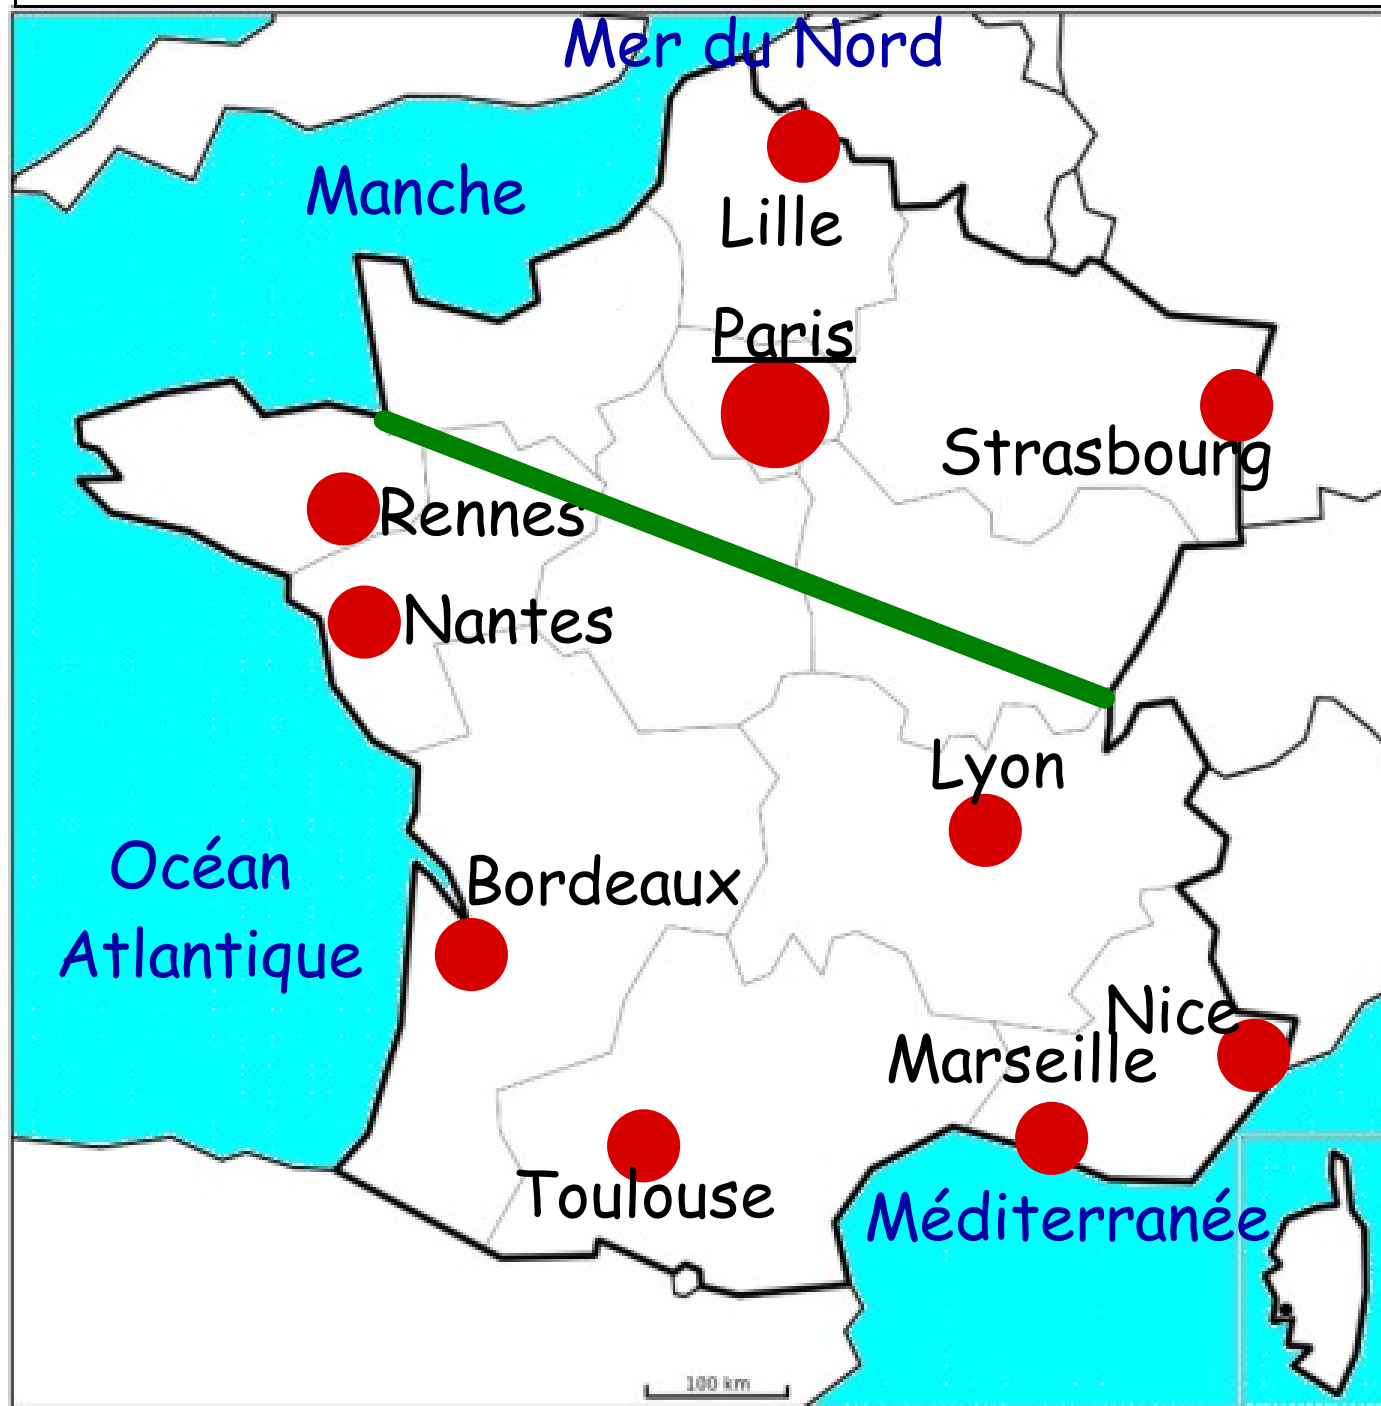 Mer du Nord
Manche
Lille
Paris
Strasbourg
Rennes
Nantes
Lyon
Océan
Atlantique
Bordeaux
Nice
Marseille
Toulouse
Méditerranée
100 km